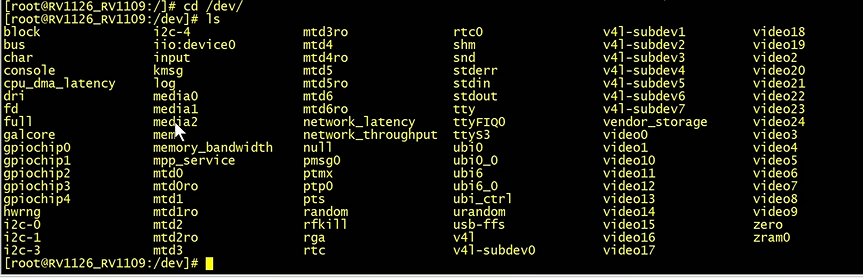 [root@RV1126_RV1109:/]# cd /dev/
[root@RV1126_RV1109:/dev]# ls
block i2c-4 mtd3ro rtc0 v4l-subdev1 video18
bus iio:device0 mtd4 shm v4l-subdev2 video19
char input mtd4ro snd v4l-subdev3 video2
console kmsg mtd5 stderr v4l-subdev4 video20
cpu_dma_latency log mtd5ro stdin v4l-subdev5 video21
dri media0 mtd6 stdout v4l-subdev6 video22
fd media1 mtd6ro tty v4l-subdev7 video23
full media2 network_latency ttyFIQ0 vendor_storage video24
galcore mem network_throughput ttyS3 video0 video3
gpiochip0 memory_bandwidth null ubi0 video1 video4
gpiochip1 mpp_service pmsg0 ubi0_0 video10 video5
gpiochip2 mtd0 ptmx ubi6 video11 video6
gpiochip3 mtd0ro ptp0 ubi6_0 video12 video7
gpiochip4 mtd1 pts ubi_ctrl video13 video8
hwrng mtd1ro random urandom video14 video9
i2c-0 mtd2 rfkill usb-ffs video15 zero
i2c-1 mtd2ro rga v4l video16 zram0
i2c-3 mtd3 rtc v4l-subdev0 video17
[root@RV1126_RV1109:/dev]#